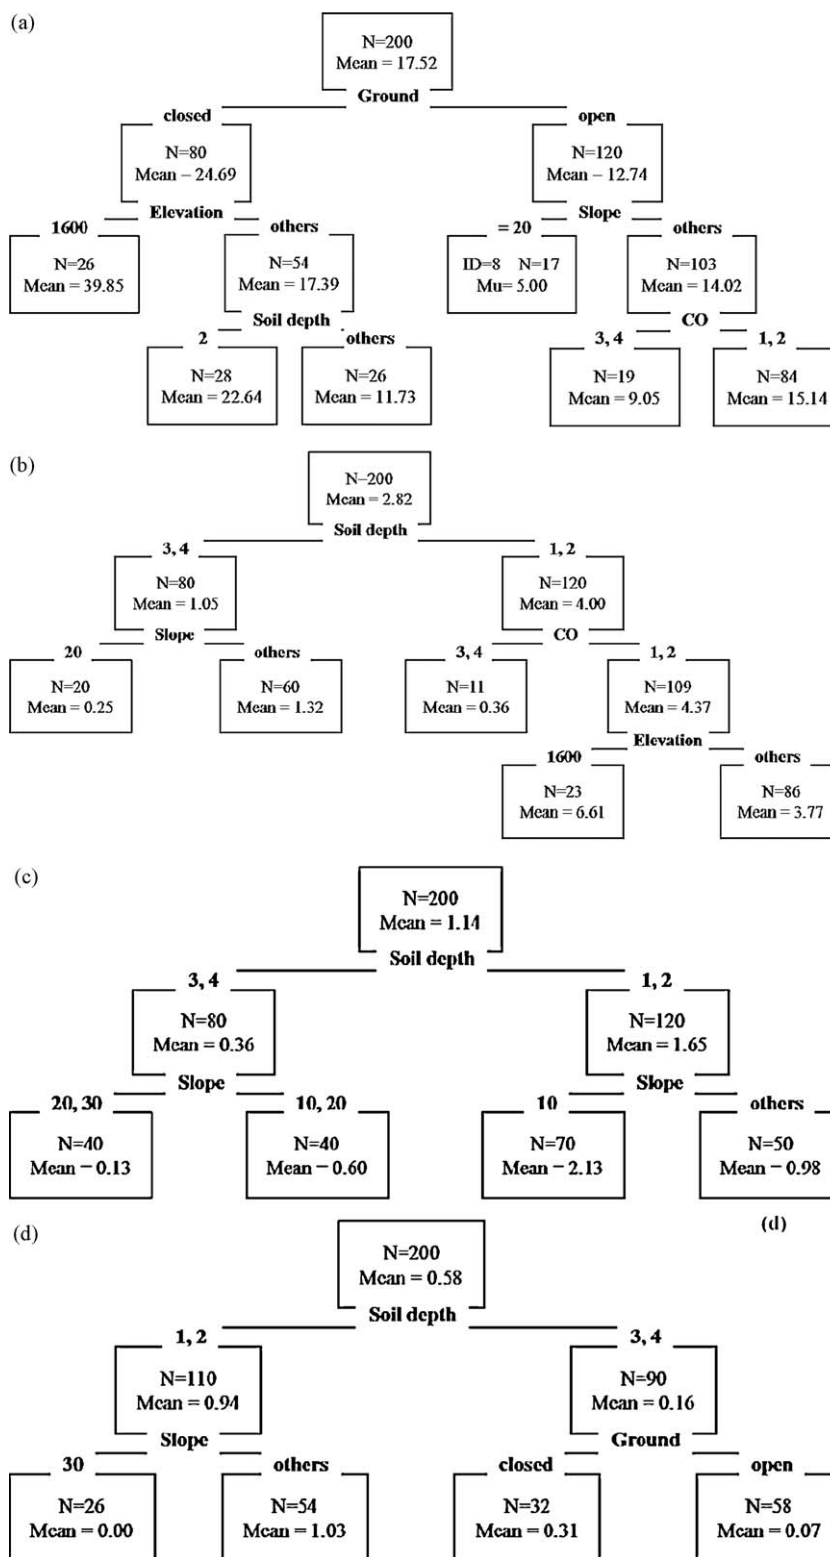 (a)
N=200
Mean = 17.52
Ground
closed open
N=80 N=120
Mean – 24.69 Mean – 12.74
Elevation Slope
1600 others = 20 others
N=26 N=54 ID=8 N=17 N=103
Mean = 39.85 Mean = 17.39 Mu= 5.00 Mean = 14.02
Soil depth CO
2 others 3, 4 1, 2
N=28 N=26 N=19 N=84
Mean = 22.64 Mean = 11.73 Mean = 9.05 Mean = 15.14
(b)
N–200
Mean = 2.82
Soil depth
3, 4 1, 2
N=80 N=120
Mean = 1.05 Mean = 4.00
Slope CO
20 others 3, 4 1, 2
N=20 N=60 N=11 N=109
Mean = 0.25 Mean = 1.32 Mean = 0.36 Mean = 4.37
Elevation
1600 others
N=23 N=86
Mean = 6.61 Mean = 3.77
(c)
N=200
Mean = 1.14
Soil depth
3, 4 1, 2
N=80 N=120
Mean = 0.36 Mean = 1.65
Slope Slope
20, 30 10, 20 10 others
N=40 N=40 N=70 N=50
Mean – 0.13 Mean – 0.60 Mean – 2.13 Mean – 0.98
(d)
(d)
N=200
Mean = 0.58
Soil depth
1, 2 3, 4
N=110 N=90
Mean = 0.94 Mean = 0.16
Slope Ground
30 others closed open
N=26 N=54 N=32 N=58
Mean = 0.00 Mean = 1.03 Mean = 0.31 Mean = 0.07